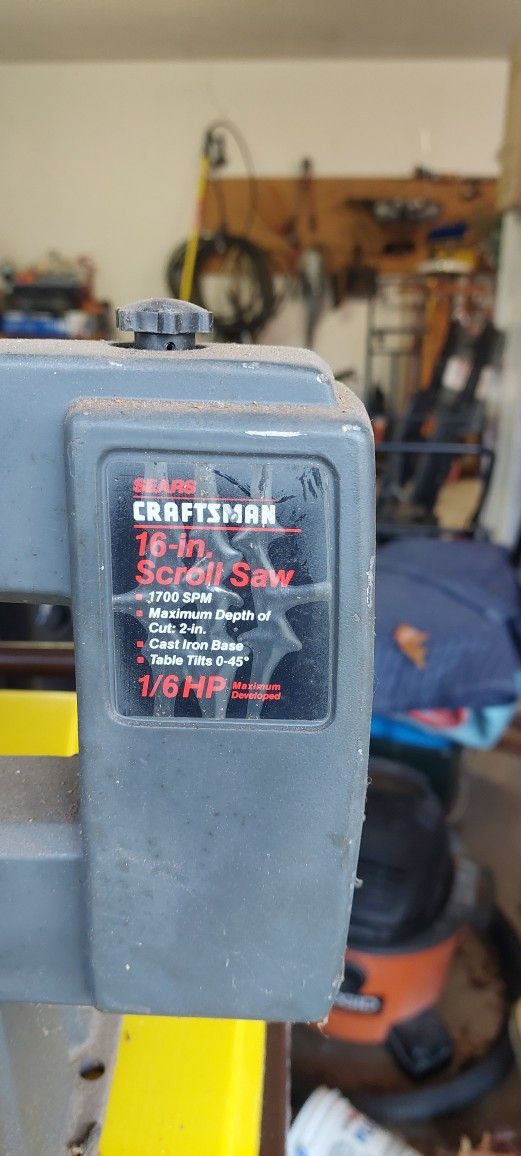 SEARS
CRAFTSMAN
16-in.
Scroll Saw
▪ 1700 SPM
▪ Maximum Depth of
Cut: 2-in.
▪ Cast Iron Base
▪ Table Tilts 0-45°
1/6 HP Maximum
Developed